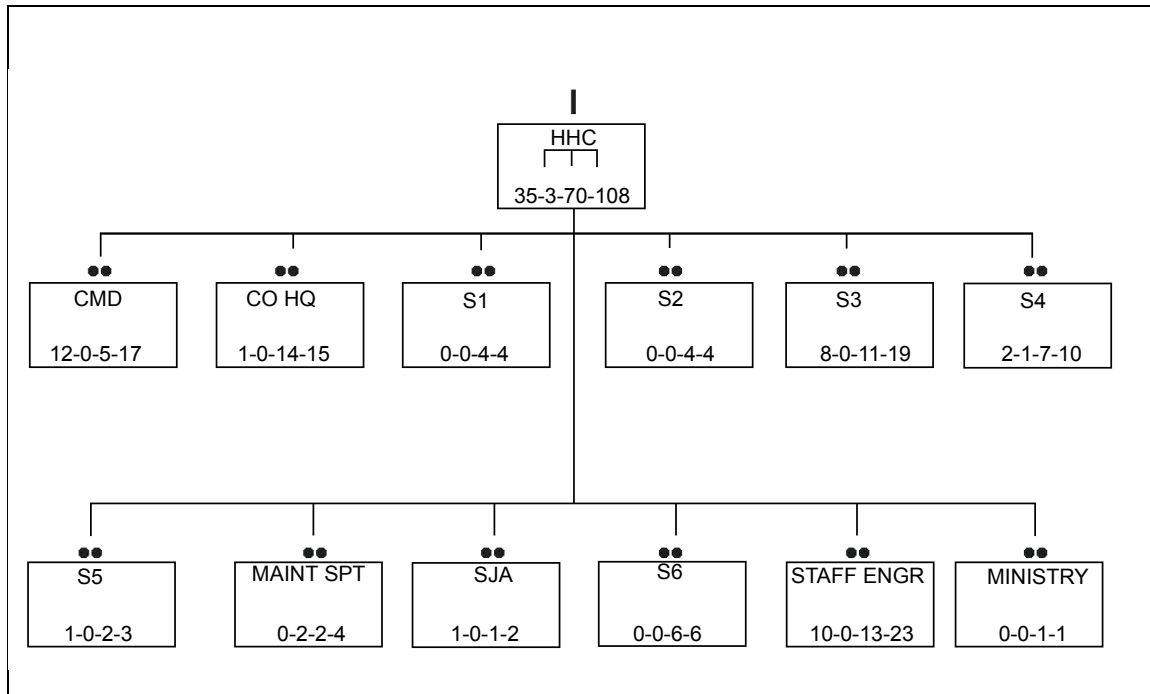 HHC
35-3-70-108
CMD
12-0-5-17
CO HQ
1-0-14-15
S1
0-0-4-4
S2
0-0-4-4
S3
8-0-11-19
S4
2-1-7-10
S5
1-0-2-3
MAINT SPT
0-2-2-4
SJA
1-0-1-2
S6
0-0-6-6
STAFF ENGR
10-0-13-23
MINISTRY
0-0-1-1